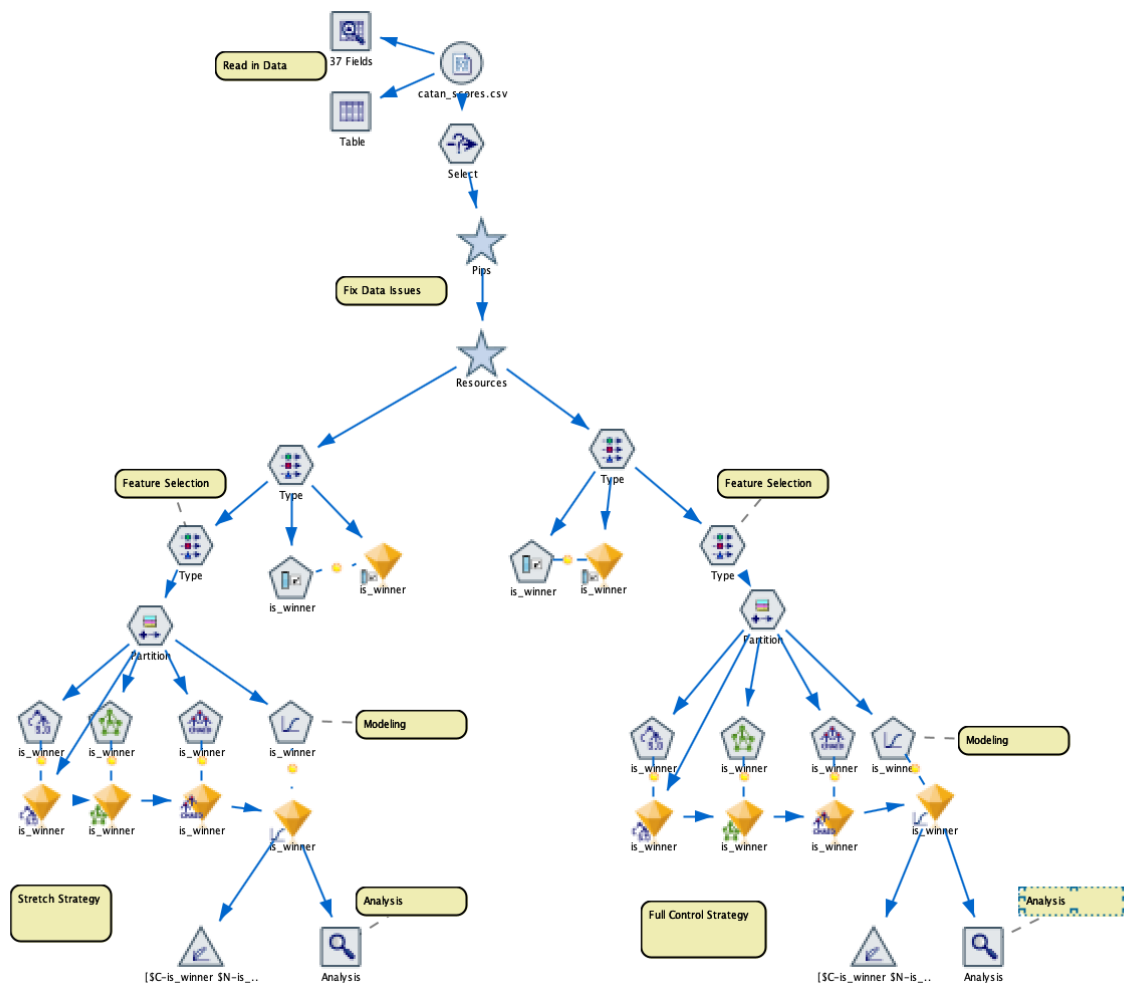 Read in Data
37 Fields
catan_scores.csv
Table
Select
Pips
Fix Data Issues
Resources
Type
Type
Feature Selection
Feature Selection
Type
is_winner
is_winner
is_winner
is_winner
Type
Partition
Partition
is_winner
is_winner
is_winner
is_winner
Modeling
is_winner
is_winner
is_winner
is_winner
Modeling
is_winner
is_winner
is_winner
is_winner
is_winner
is_winner
is_winner
is_winner
Stretch Strategy
Analysis
Full Control Strategy
Analysis
[$C-is_winner $N-is_..
Analysis
[$C-is_winner $N-is_..
Analysis